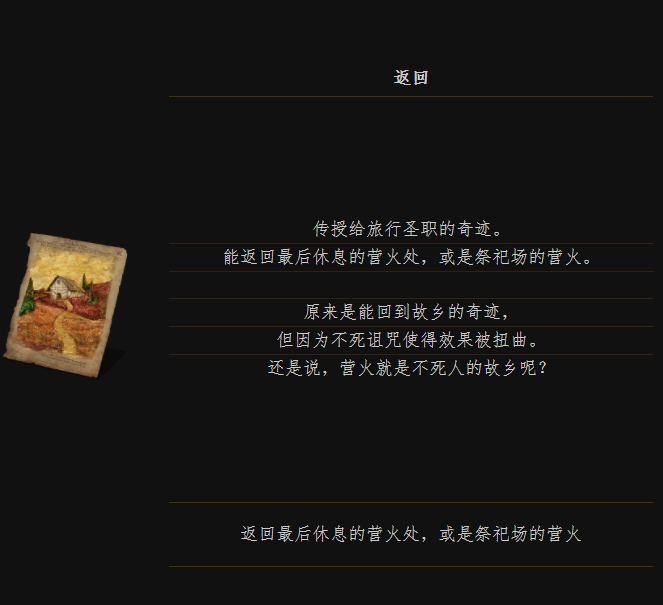 返回
传授给旅行圣职的奇迹。
能返回最后休息的营火处，或是祭祀场的营火。
原来是能回到故乡的奇迹，
但因为不死诅咒使得效果被扭曲。
还是说，营火就是不死人的故乡呢？
返回最后休息的营火处，或是祭祀场的营火